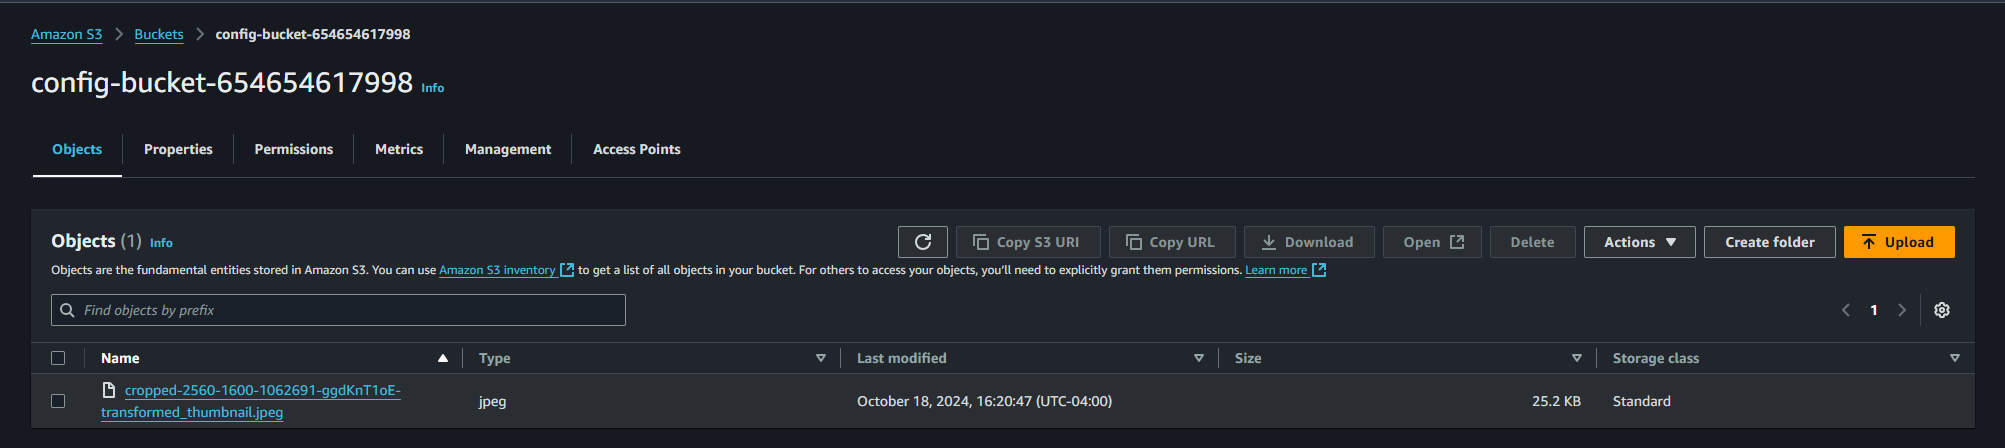 Amazon S3 > Buckets > config-bucket-654654617998
config-bucket-654654617998 Info
Objects Properties Permissions Metrics Management Access Points
Objects (1) Info Copy S3 URI Copy URL Download Open Delete Actions Create folder Upload
Objects are the fundamental entities stored in Amazon S3. You can use Amazon S3 inventory to get a list of all objects in your bucket. For others to access your objects, you'll need to explicitly grant them permissions. Learn more
Find objects by prefix 1
Name Type Last modified Size Storage class
cropped-2560-1600-1062691-ggdKnT1oE-
transformed_thumbnail.jpeg jpeg October 18, 2024, 16:20:47 (UTC-04:00) 25.2 KB Standard